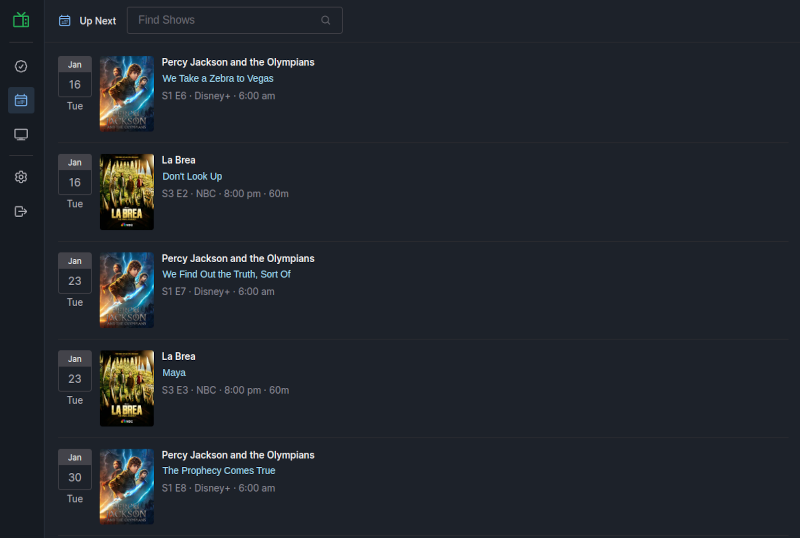 Up Next
Find Shows
Jan
16
Tue
Percy Jackson and the Olympians
We Take a Zebra to Vegas
S1 E6 · Disney+ · 6:00 am
Jan
16
Tue
LA BREA
La Brea
Don't Look Up
S3 E2 · NBC · 8:00 pm · 60m
Jan
23
Tue
JACKSON
Percy Jackson and the Olympians
We Find Out the Truth, Sort Of
S1 E7 · Disney+ · 6:00 am
Jan
23
Tue
LA BREA
La Brea
Maya
S3 E3 · NBC · 8:00 pm · 60m
Jan
30
Tue
JACKSON
Percy Jackson and the Olympians
The Prophecy Comes True
S1 E8 · Disney+ · 6:00 am